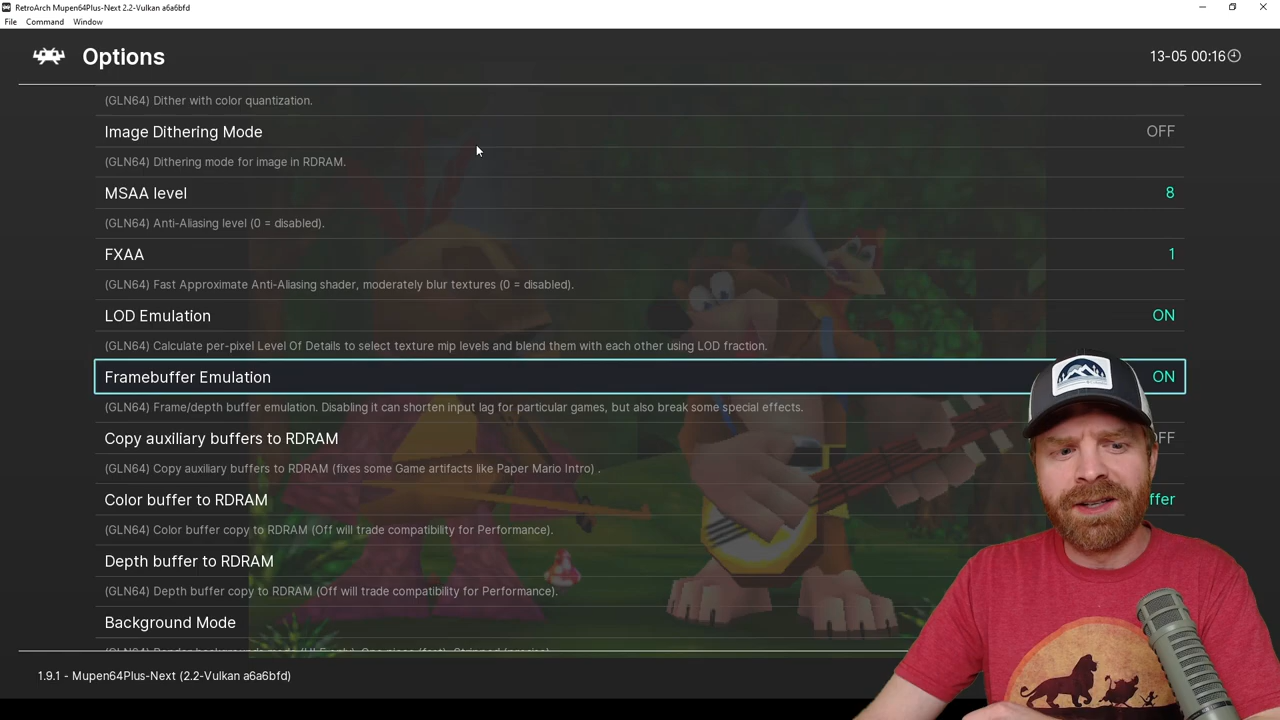 RetroArch Mupen64Plus-Next 2.2-Vulkan a6a6bfd
File Command Window
Options
13-05 00:16
(GLN64) Dither with color quantization.
Image Dithering Mode OFF
(GLN64) Dithering mode for image in RDRAM.
MSAA level 8
(GLN64) Anti-Aliasing level (0 = disabled).
FXAA 1
(GLN64) Fast Approximate Anti-Aliasing shader, moderately blur textures (0 = disabled).
LOD Emulation ON
(GLN64) Calculate per-pixel Level Of Details to select texture mip levels and blend them with each other using LOD fraction.
Framebuffer Emulation ON
(GLN64) Frame/depth buffer emulation. Disabling it can shorten input lag for particular games, but also break some special effects.
Copy auxiliary buffers to RDRAM FF
(GLN64) Copy auxiliary buffers to RDRAM (fixes some Game artifacts like Paper Mario Intro) .
Color buffer to RDRAM ffer
(GLN64) Color buffer copy to RDRAM (Off will trade compatibility for Performance).
Depth buffer to RDRAM
(GLN64) Depth buffer copy to RDRAM (Off will trade compatibility for Performance).
Background Mode
1.9.1 - Mupen64Plus-Next (2.2-Vulkan a6a6bfd)